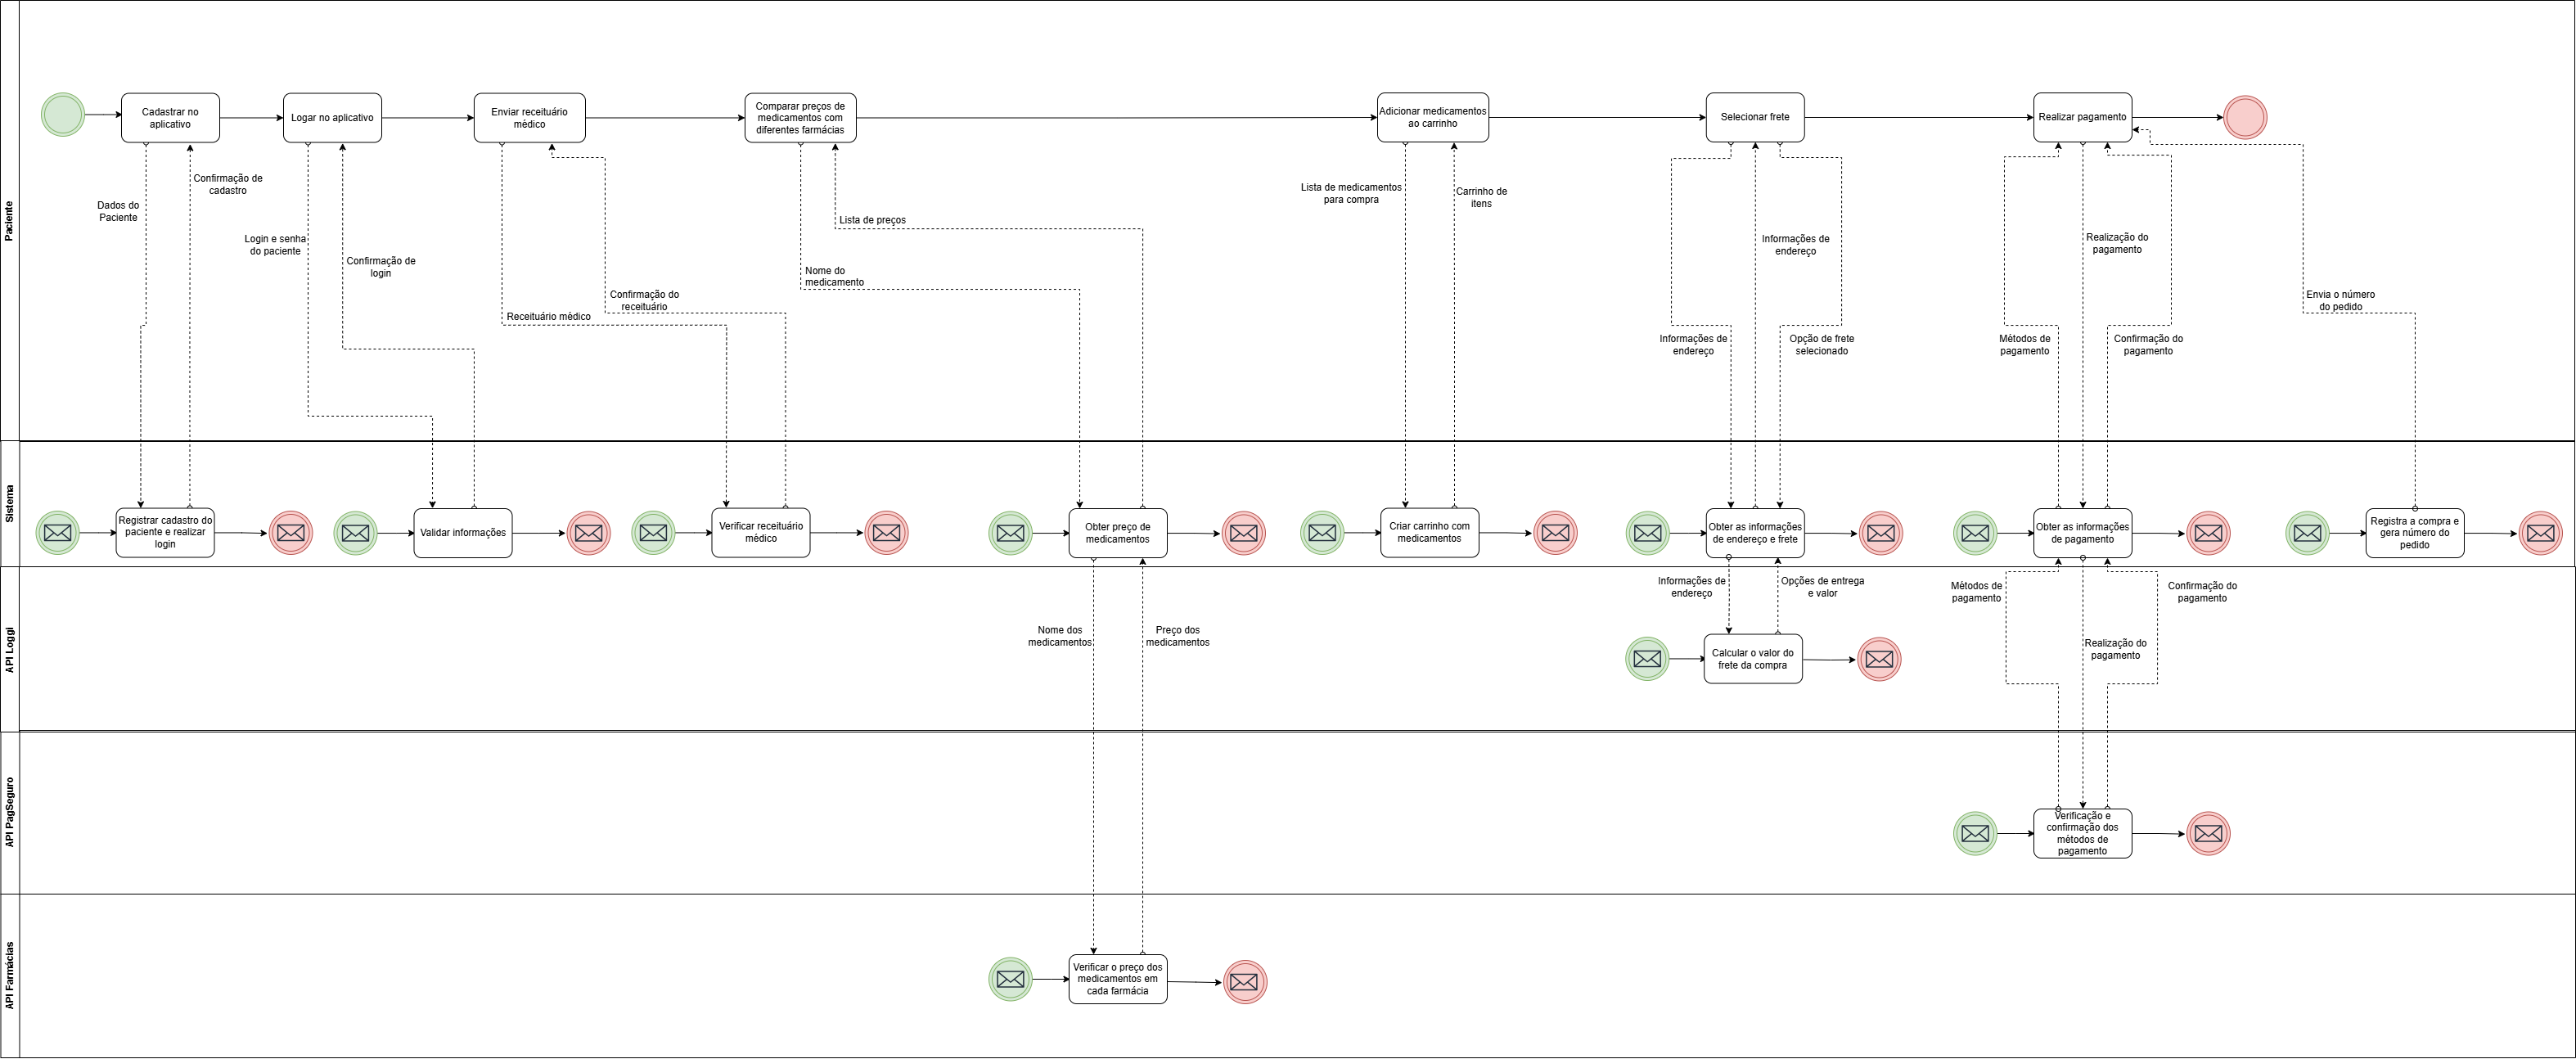 Paciente
Cadastrar no
aplicativo
Logar no aplicativo
Enviar receituário
médico
Comparar preços de
medicamentos com
diferentes farmácias
Adicionar medicamentos
ao carrinho
Selecionar frete
Realizar pagamento
Dados do
Paciente
Confirmação de
cadastro
Login e senha
do paciente
Confirmação de
login
Receituário médico
Confirmação do
receituário
Nome do
medicamento
Lista de preços
Lista de medicamentos
para compra
Carrinho de
itens
Informações de
endereço
Informações de
endereço
Opção de frete
selecionado
Métodos de
pagamento
Realização do
pagamento
Confirmação do
pagamento
Envia o número
do pedido
Sistema
Registrar cadastro do
paciente e realizar
login
Validar informações
Verificar receituário
médico
Obter preço de
medicamentos
Criar carrinho com
medicamentos
Obter as informações
de endereço e frete
Obter as informações
de pagamento
Registra a compra e
gera número do
pedido
API Loggi
Nome dos
medicamentos
Preço dos
medicamentos
Informações de
endereço
Opções de entrega
e valor
Calcular o valor do
frete da compra
Métodos de
pagamento
Realização do
pagamento
Confirmação do
pagamento
API PagSeguro
Verificação e
confirmação dos
métodos de
pagamento
API Farmácias
Verificar o preço dos
medicamentos em
cada farmácia